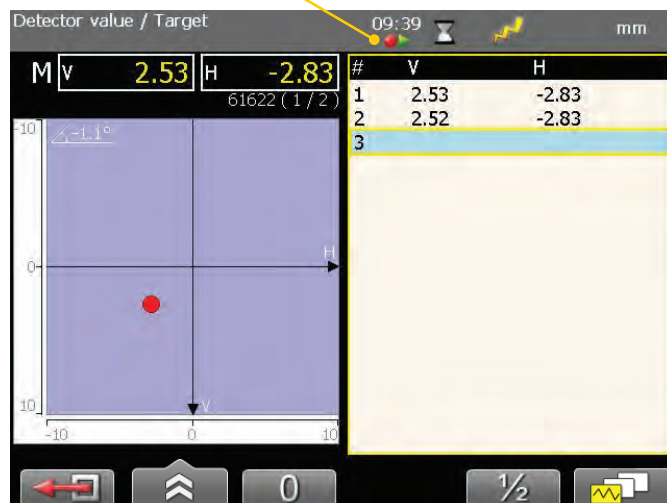 Detector value / Target
09:39
mm
M V 2.53 H -2.83
61622 ( 1 / 2 )
# V H
1 2.53 -2.83
2 2.52 -2.83
3
-10
-1.1°
H
0
10
V
-10 0 10
0
½